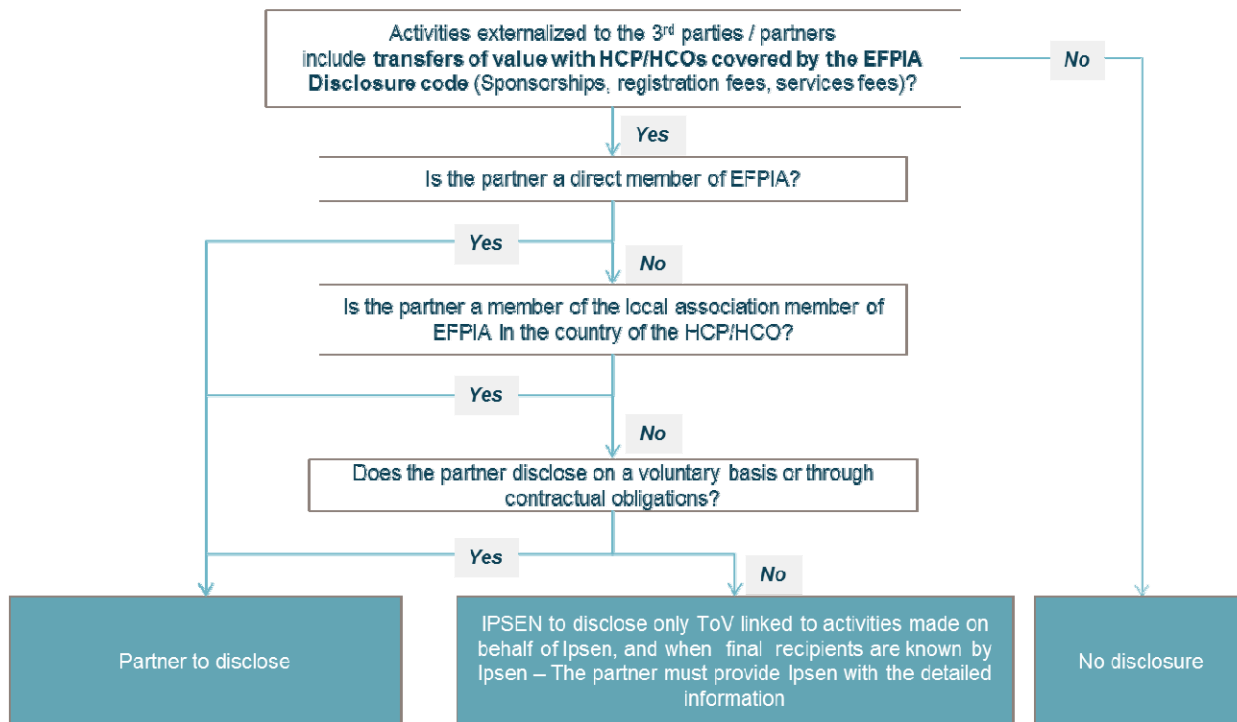 Activities externalized to the 3rd parties / partners
include transfers of value with HCP/HCOs covered by the EFPIA
Disclosure code (Sponsorships, registration fees, services fees)?
No
Yes
Is the partner a direct member of EFPIA?
Yes
No
Is the partner a member of the local association member of
EFPIA in the country of the HCP/HCO?
Yes
No
Does the partner disclose on a voluntary basis or through
contractual obligations?
Yes
No
Partner to disclose
IPSEN to disclose only ToV linked to activities made on
behalf of Ipsen, and when final recipients are known by
Ipsen – The partner must provide Ipsen with the detailed
information
No disclosure